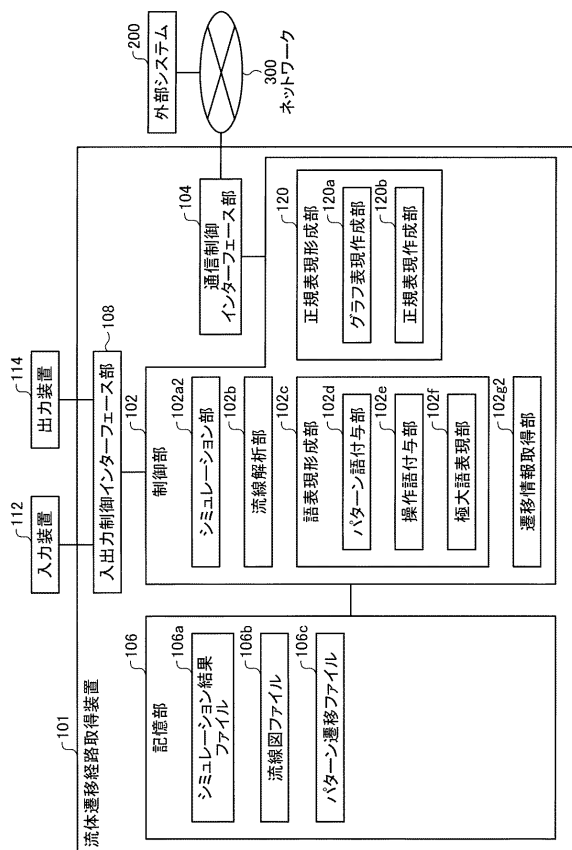 101
流体遷移経路取得装置
112
入力装置
114
出力装置
108
入出力制御インターフェース部
200
外部システム
300
ネットワーク
104
通信制御
インターフェース部
102
制御部
102a2
シミュレーション部
102b
流線解析部
102c
語表現形成部
102d
パターン語付与部
102e
操作語付与部
102f
極大語表現部
102g2
遷移情報取得部
120
正規表現形成部
120a
グラフ表現作成部
120b
正規表現作成部
106
記憶部
106a
シミュレーション結果
ファイル
106b
流線図ファイル
106c
パターン遷移ファイル